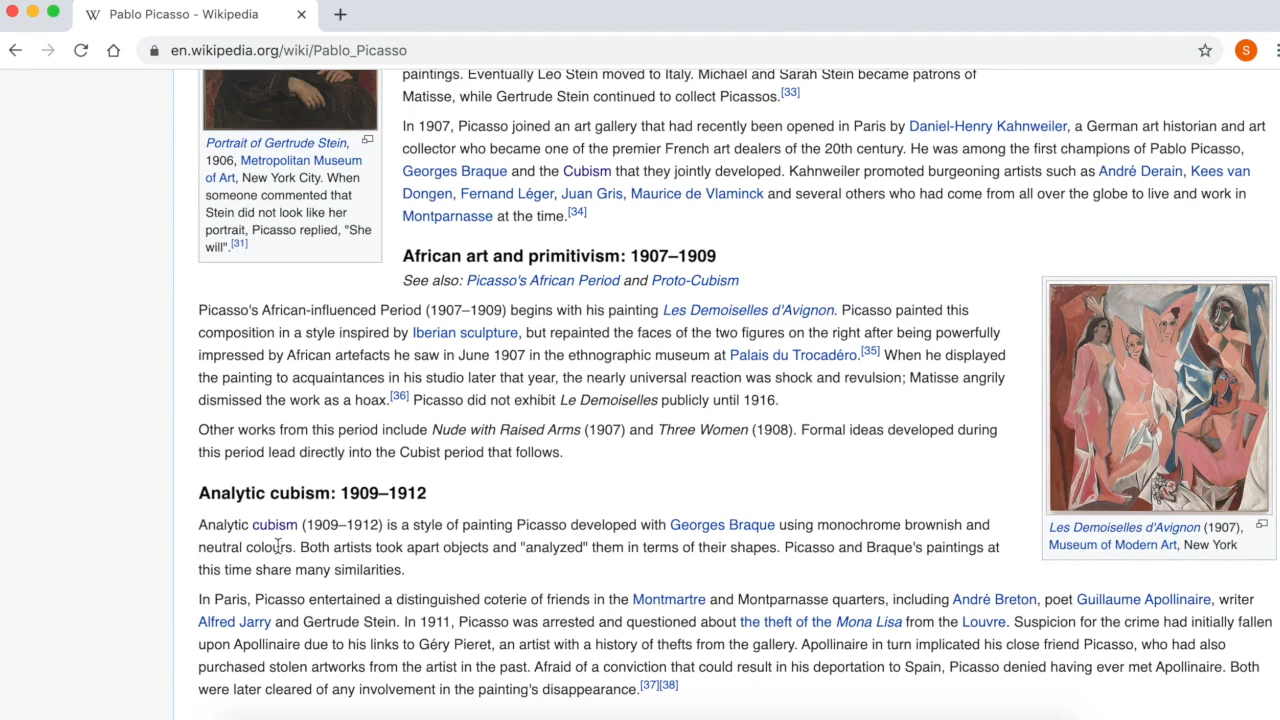 Pablo Picasso - Wikipedia
en.wikipedia.org/wiki/Pablo_Picasso
S
paintings. Eventually Leo Stein moved to Italy. Michael and Sarah Stein became patrons of
Matisse, while Gertrude Stein continued to collect Picassos.[33]
Portrait of Gertrude Stein,
1906, Metropolitan Museum
of Art, New York City. When
someone commented that
Stein did not look like her
portrait, Picasso replied, "She
will".[31]
In 1907, Picasso joined an art gallery that had recently been opened in Paris by Daniel-Henry Kahnweiler, a German art historian and art
collector who became one of the premier French art dealers of the 20th century. He was among the first champions of Pablo Picasso,
Georges Braque and the Cubism that they jointly developed. Kahnweiler promoted burgeoning artists such as André Derain, Kees van
Dongen, Fernand Léger, Juan Gris, Maurice de Vlaminck and several others who had come from all over the globe to live and work in
Montparnasse at the time.[34]
African art and primitivism: 1907–1909
See also: Picasso's African Period and Proto-Cubism
Picasso's African-influenced Period (1907–1909) begins with his painting Les Demoiselles d'Avignon. Picasso painted this
composition in a style inspired by Iberian sculpture, but repainted the faces of the two figures on the right after being powerfully
impressed by African artefacts he saw in June 1907 in the ethnographic museum at Palais du Trocadéro.[35] When he displayed
the painting to acquaintances in his studio later that year, the nearly universal reaction was shock and revulsion; Matisse angrily
dismissed the work as a hoax.[36] Picasso did not exhibit Le Demoiselles publicly until 1916.
Other works from this period include Nude with Raised Arms (1907) and Three Women (1908). Formal ideas developed during
this period lead directly into the Cubist period that follows.
Les Demoiselles d'Avignon (1907),
Museum of Modern Art, New York
Analytic cubism: 1909–1912
Analytic cubism (1909–1912) is a style of painting Picasso developed with Georges Braque using monochrome brownish and
neutral colours. Both artists took apart objects and "analyzed" them in terms of their shapes. Picasso and Braque's paintings at
this time share many similarities.
In Paris, Picasso entertained a distinguished coterie of friends in the Montmartre and Montparnasse quarters, including André Breton, poet Guillaume Apollinaire, writer
Alfred Jarry and Gertrude Stein. In 1911, Picasso was arrested and questioned about the theft of the Mona Lisa from the Louvre. Suspicion for the crime had initially fallen
upon Apollinaire due to his links to Géry Pieret, an artist with a history of thefts from the gallery. Apollinaire in turn implicated his close friend Picasso, who had also
purchased stolen artworks from the artist in the past. Afraid of a conviction that could result in his deportation to Spain, Picasso denied having ever met Apollinaire. Both
were later cleared of any involvement in the painting's disappearance.[37][38]